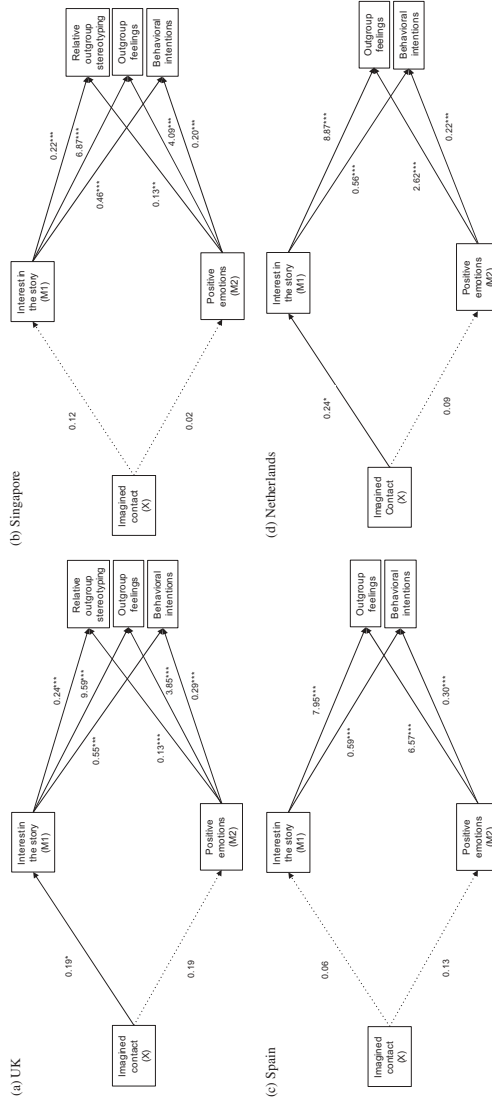 (a) UK
Imagined
contact
(X)
0.19*
0.19
Interest in
the story
(M1)
Positive
emotions
(M2)
0.24***
9.59***
0.55***
0.13***
3.85***
0.29***
Relative
outgroup
stereotyping
Outgroup
feelings
Behavioral
intentions
(b) Singapore
Imagined
contact
(X)
0.12
0.02
Interest in
the story
(M1)
Positive
emotions
(M2)
0.22***
6.87***
0.46***
0.13**
4.09***
0.20***
Relative
outgroup
stereotyping
Outgroup
feelings
Behavioral
intentions
(c) Spain
Imagined
contact
(X)
0.06
0.13
Interest in
the story
(M1)
Positive
emotions
(M2)
7.95***
0.59***
6.57***
0.30***
Outgroup
feelings
Behavioral
intentions
(d) Netherlands
Imagined
Contact
(X)
0.24*
0.09
Interest in
the story
(M1)
Positive
emotions
(M2)
8.87***
0.56***
2.62***
0.22***
Outgroup
feelings
Behavioral
intentions